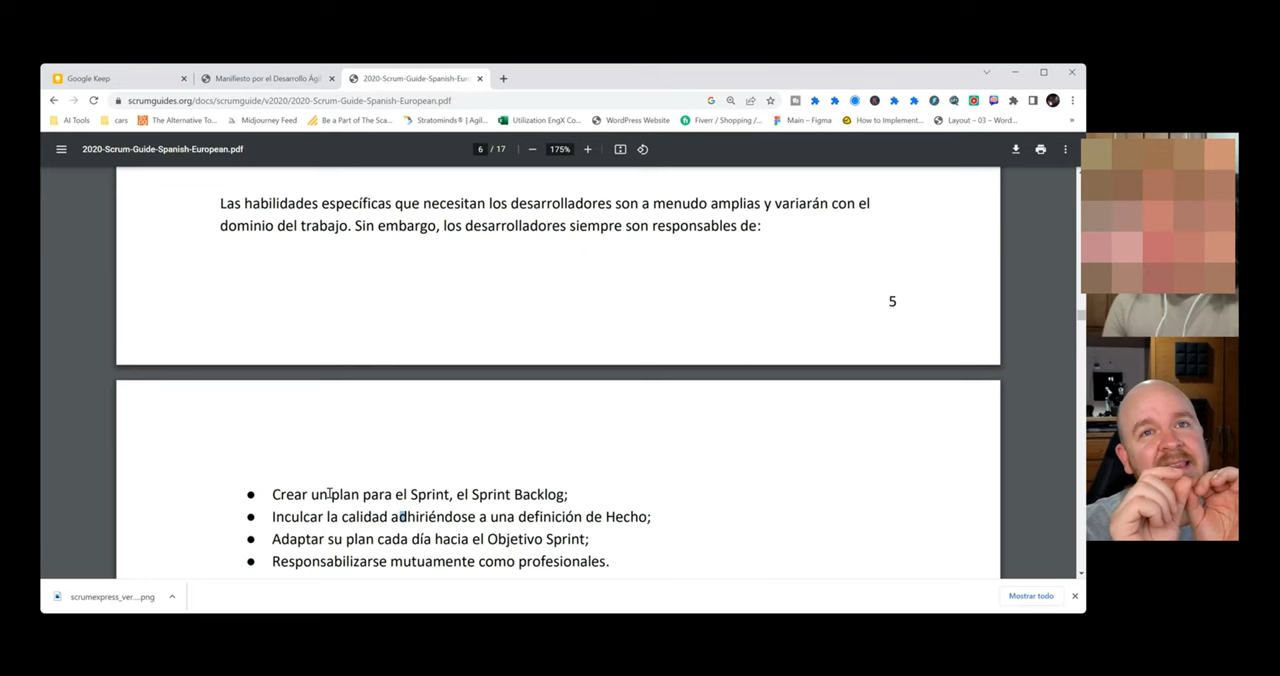 Google Keep
Manifiesto por el Desarrollo Ágil
2020-Scrum-Guide-Spanish-Eur
scrumguides.org/docs/scrumguide/v2020/2020-Scrum-Guide-Spanish-European.pdf
AI Tools
cars
The Alternative To...
Midjourney Feed
Be a Part of The Sca...
Stratominds® | Agil...
Utilization EngX Co...
WordPress Website
Fiverr / Shopping /...
Main – Figma
How to Implement...
Layout – 03 – Word...
2020-Scrum-Guide-Spanish-European.pdf
6 / 17
175%
Las habilidades específicas que necesitan los desarrolladores son a menudo amplias y variarán con el
dominio del trabajo. Sin embargo, los desarrolladores siempre son responsables de:
5
● Crear un plan para el Sprint, el Sprint Backlog;
● Inculcar la calidad adhiriéndose a una definición de Hecho;
● Adaptar su plan cada día hacia el Objetivo Sprint;
● Responsabilizarse mutuamente como profesionales.
scrumexpress_ver....png
Mostrar todo